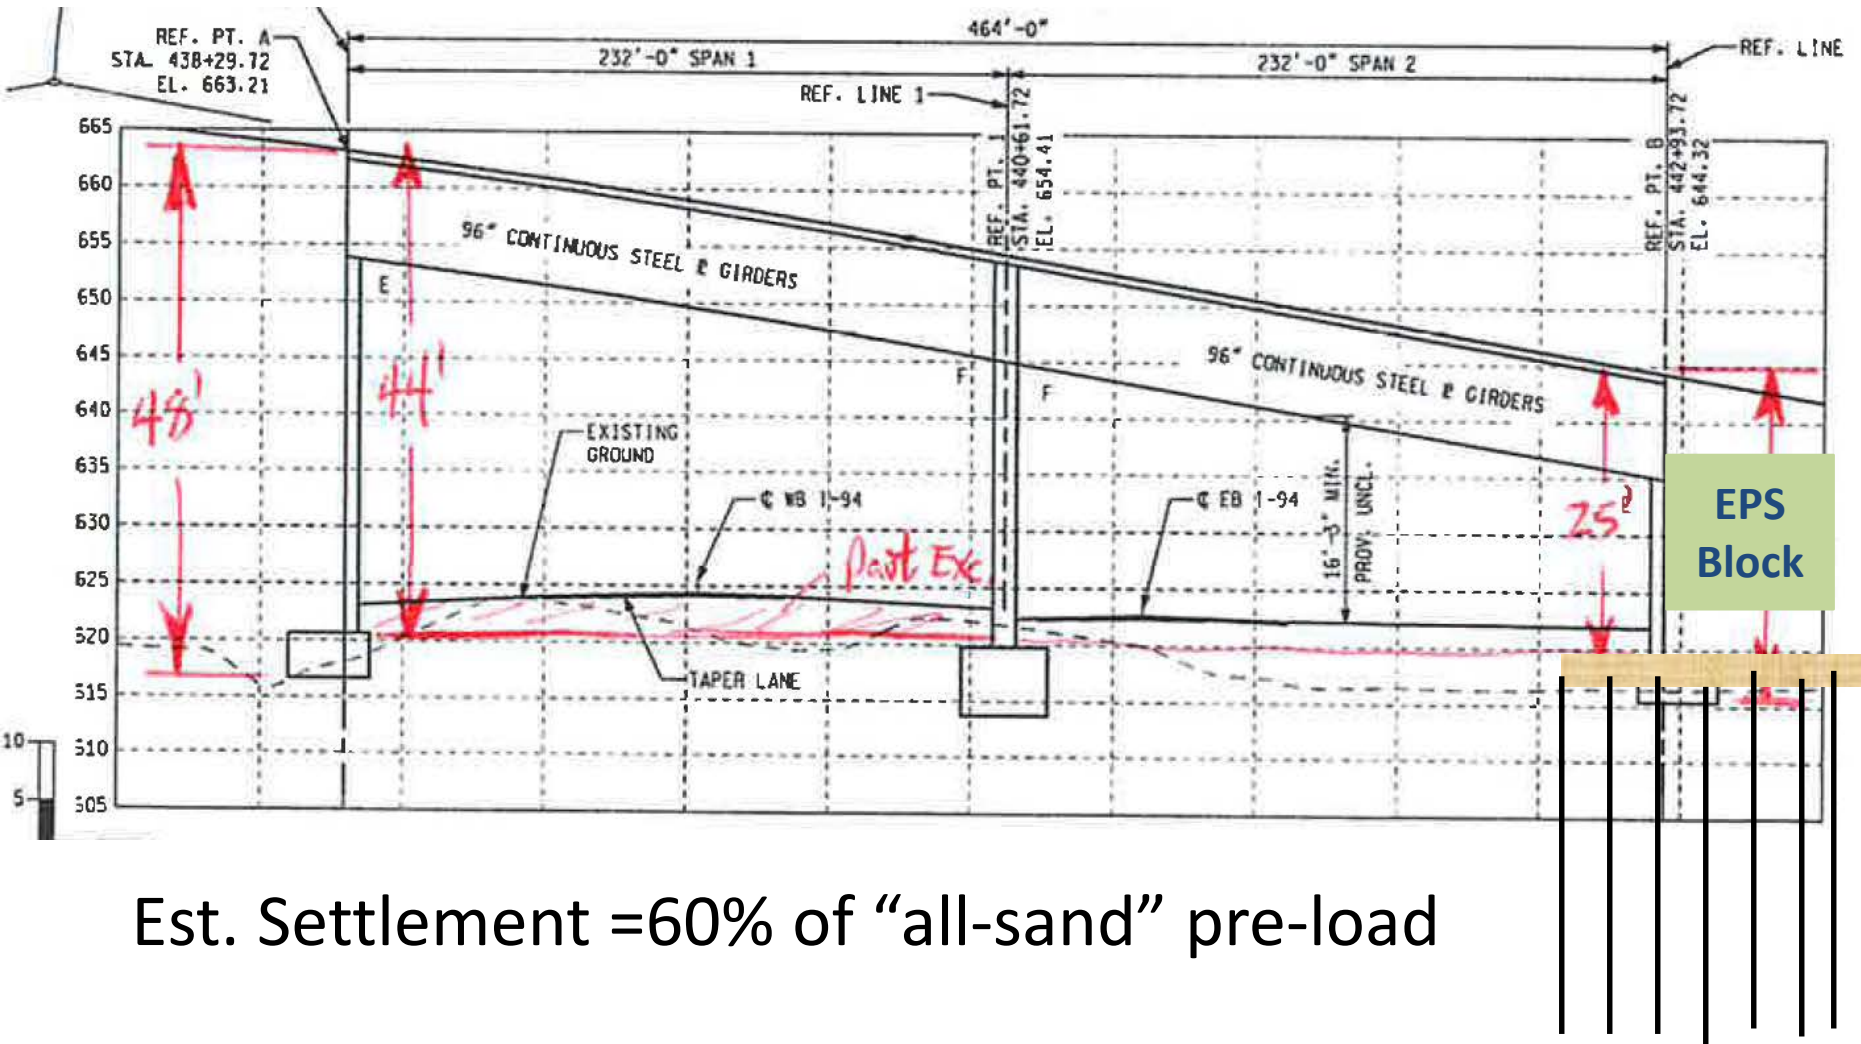 464'-0"
REF. PT. A
STA. 438+29.72
EL. 663.21
232'-0" SPAN 1
232'-0" SPAN 2
REF. LINE
REF. LINE 1
REF. PT. 1
STA. 440+61.72
EL. 654.41
REF. PT. B
STA. 442+93.72
EL. 644.32
665
660
655
650
645
640
635
630
625
620
615
610
605
96" CONTINUOUS STEEL ℙ GIRDERS
E
F
F
96" CONTINUOUS STEEL ℙ GIRDERS
48'
44'
25'
EXISTING
GROUND
℄ WB I-94
℄ EB I-94
16'-3" MIN.
PROV. UNCL.
Past Exc.
TAPER LANE
EPS
Block
10
5
Est. Settlement =60% of “all-sand” pre-load